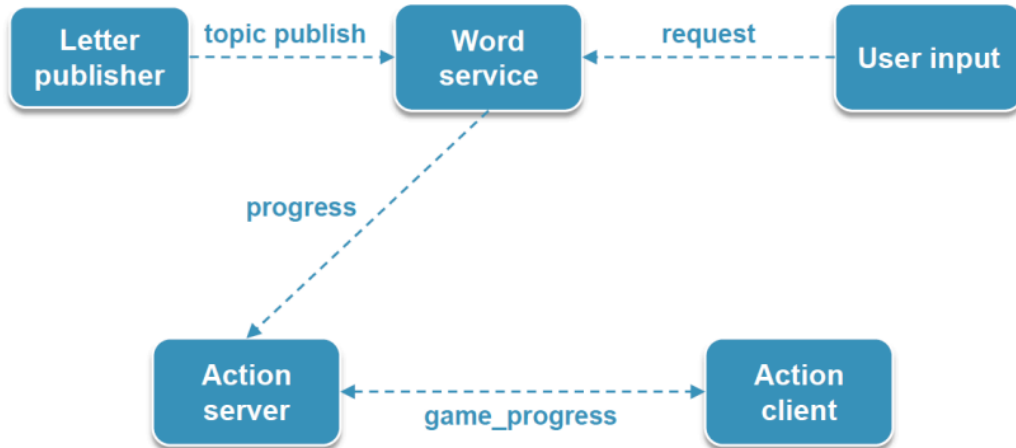 Letter
publisher
topic publish
Word
service
request
User input
progress
Action
server
game_progress
Action
client